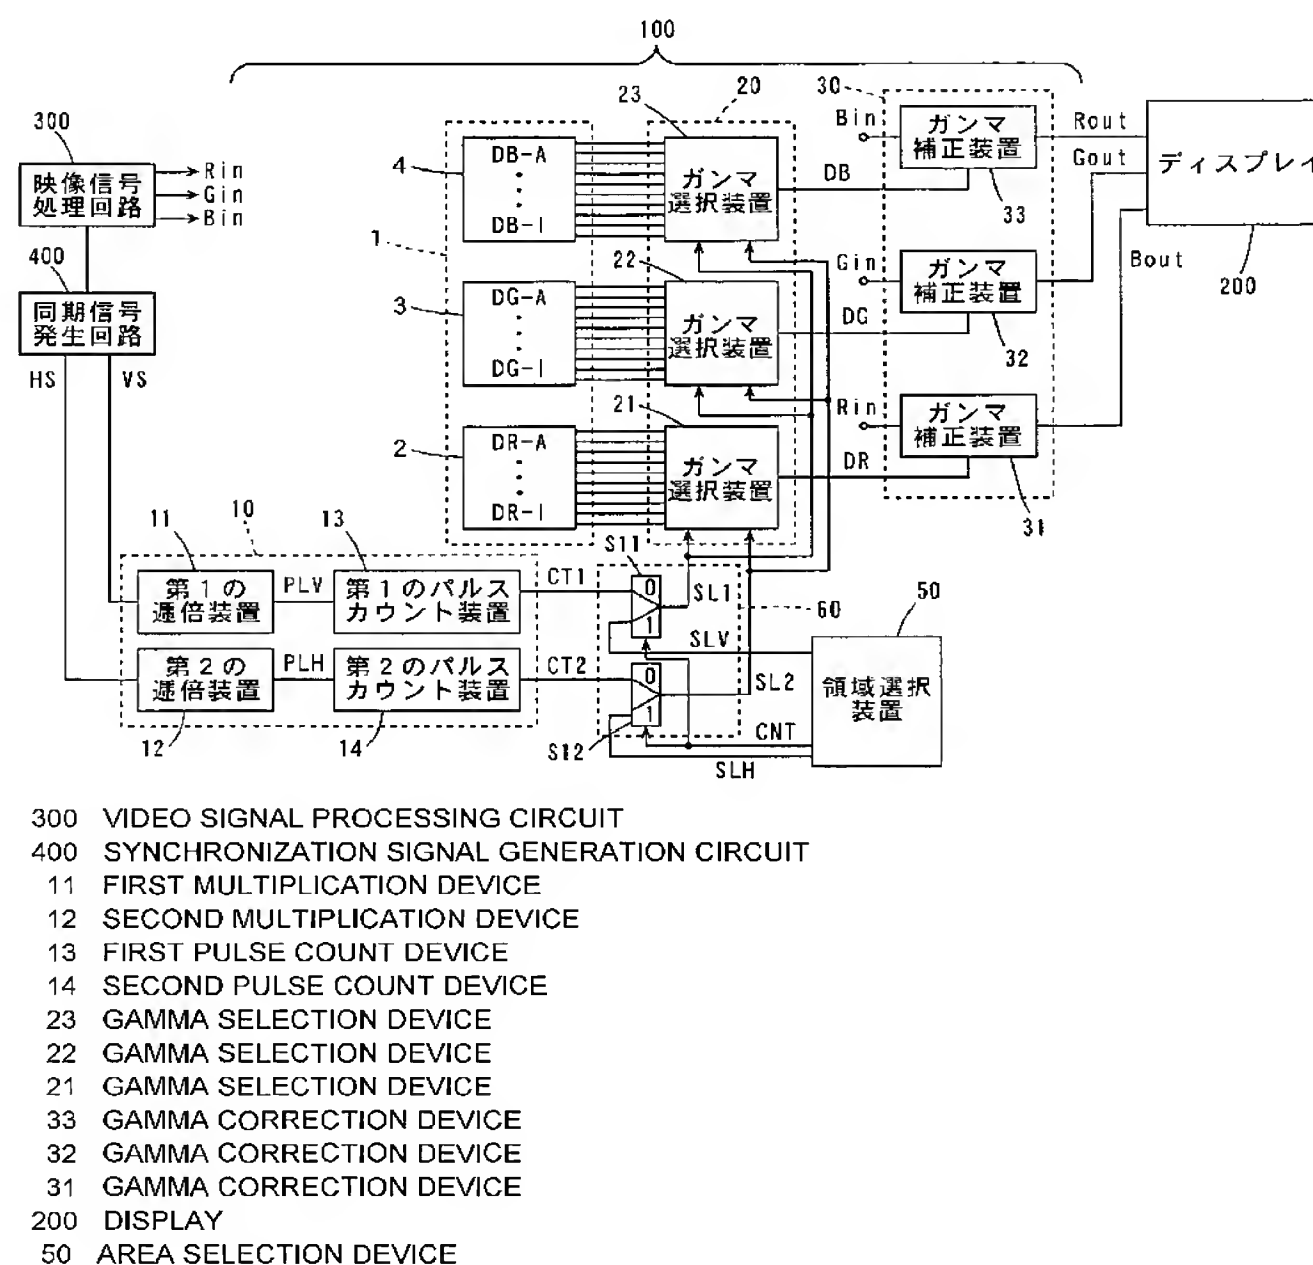 100
300
映像信号
処理回路
Rin
Gin
Bin
400
同期信号
発生回路
HS
VS
1
4
DB-A
DB-I
3
DG-A
DG-I
2
DR-A
DR-I
20
23
ガンマ
選択装置
22
ガンマ
選択装置
21
ガンマ
選択装置
DB
DG
DR
30
Bin
ガンマ
補正装置
33
Gin
ガンマ
補正装置
32
Rin
ガンマ
補正装置
31
Rout
Gout
Bout
ディスプレイ
200
10
11
第1の
逓倍装置
PLV
13
第1のパルス
カウント装置
CT1
第2の
逓倍装置
12
PLH
第2のパルス
カウント装置
14
CT2
S11
0
1
SL1
SLV
60
0
1
S12
SL2
CNT
SLH
50
領域選択
装置
300 VIDEO SIGNAL PROCESSING CIRCUIT
400 SYNCHRONIZATION SIGNAL GENERATION CIRCUIT
11 FIRST MULTIPLICATION DEVICE
12 SECOND MULTIPLICATION DEVICE
13 FIRST PULSE COUNT DEVICE
14 SECOND PULSE COUNT DEVICE
23 GAMMA SELECTION DEVICE
22 GAMMA SELECTION DEVICE
21 GAMMA SELECTION DEVICE
33 GAMMA CORRECTION DEVICE
32 GAMMA CORRECTION DEVICE
31 GAMMA CORRECTION DEVICE
200 DISPLAY
50 AREA SELECTION DEVICE